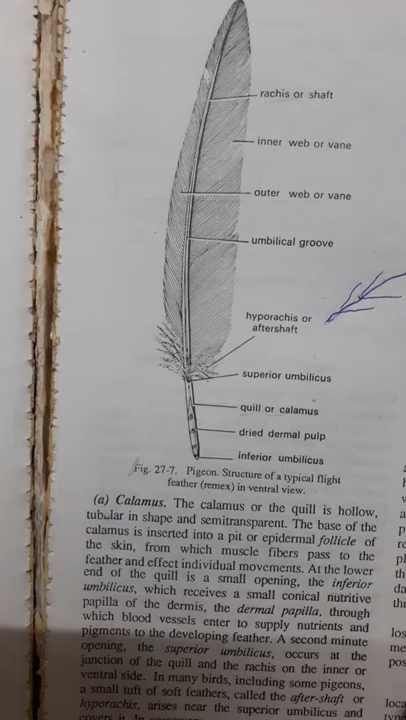 rachis or shaft
inner web or vane
outer web or vane
umbilical groove
hyporachis or
aftershaft
superior umbilicus
quill or calamus
dried dermal pulp
inferior umbilicus
Fig. 27-7. Pigeon. Structure of a typical flight
feather (remex) in ventral view.
(a) Calamus. The calamus or the quill is hollow,
tubular in shape and semitransparent. The base of the
calamus is inserted into a pit or epidermal follicle of
the skin, from which muscle fibers pass to the
feather and effect individual movements. At the lower
end of the quill is a small opening, the inferior
umbilicus, which receives a small conical nutritive
papilla of the dermis, the dermal papilla, through
which blood vessels enter to supply nutrients and
pigments to the developing feather. A second minute
opening, the superior umbilicus, occurs at the
junction of the quill and the rachis on the inner or
ventral side. In many birds, including some pigeons,
a small tuft of soft feathers, called the after-shaft or
hyporachis, arises near the superior umbilicus and
covers it.